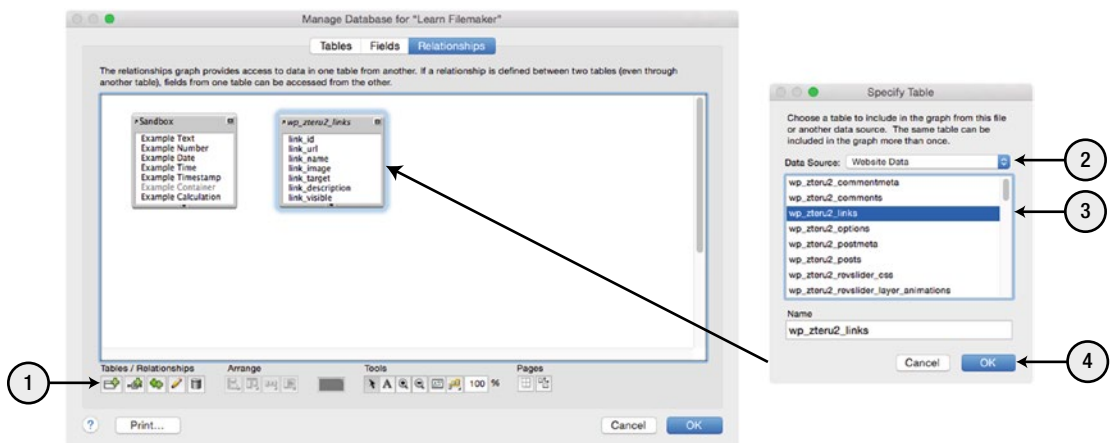 Manage Database for "Learn Filemaker"
Tables Fields Relationships
The relationships graph provides access to data in one table from another. If a relationship is defined between two tables (even through
another table), fields from one table can be accessed from the other.
Sandbox
Example Text
Example Number
Example Date
Example Time
Example Timestamp
Example Container
Example Calculation
wp_zteru2_links
link_id
link_url
link_name
link_image
link_target
link_description
link_visible
Tables / Relationships Arrange Tools Pages
100 %
? Print... Cancel OK
1
Specify Table
Choose a table to include in the graph from this file
or another data source. The same table can be
included in the graph more than once.
Data Source: Website Data
2
wp_zteru2_commentmeta
wp_zteru2_comments
wp_zteru2_links
3
wp_zteru2_options
wp_zteru2_postmeta
wp_zteru2_posts
wp_zteru2_revslider_css
wp_zteru2_revslider_layer_animations
Name
wp_zteru2_links
Cancel OK
4